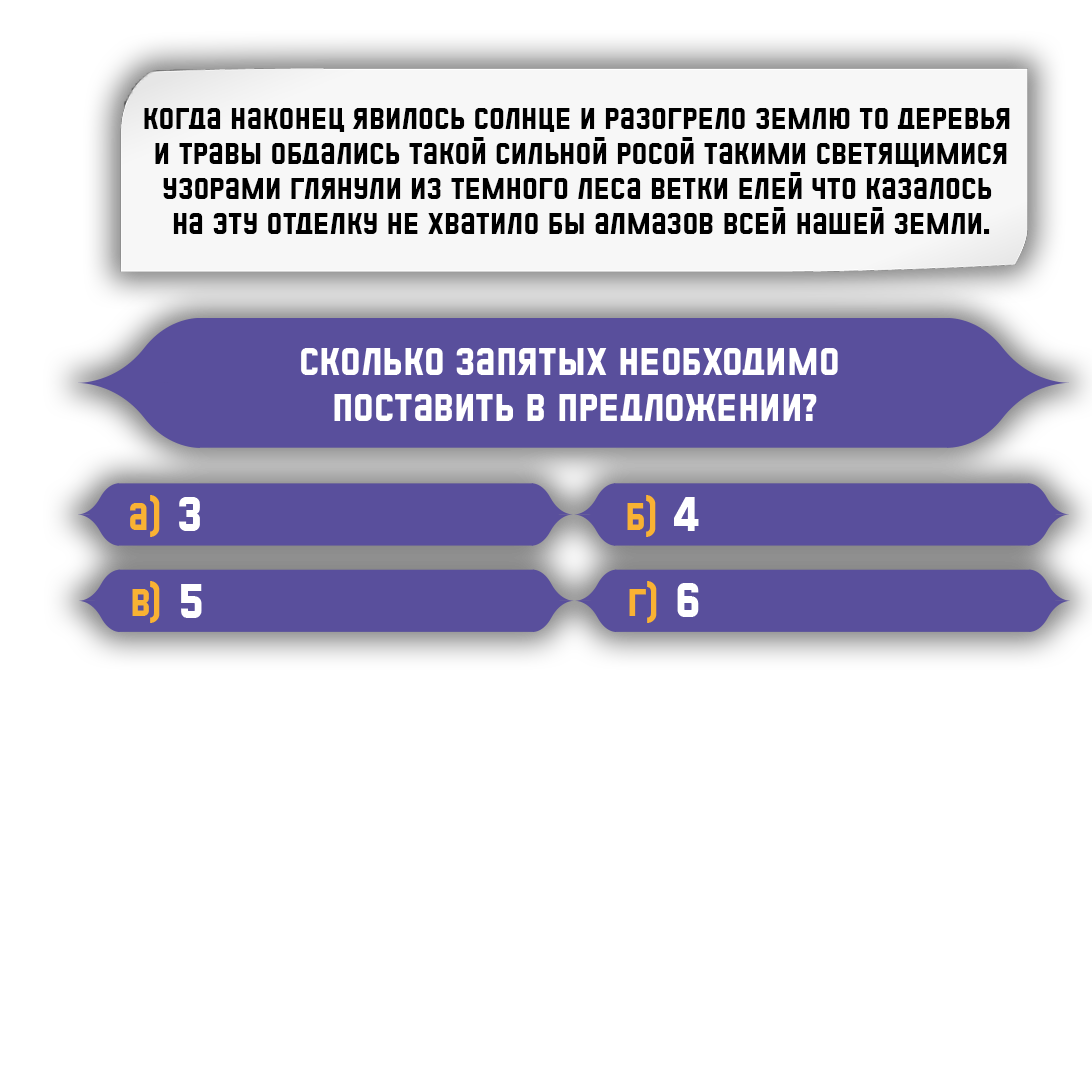 Когда наконец явилось солнце и разогрело землю то деревья
и травы обдались такой сильной росой такими светящимися
узорами глянули из темного леса ветки елей что казалось
на эту отделку не хватило бы алмазов всей нашей земли.
Сколько запятых необходимо
поставить в предложении?
а) 3
б) 4
в) 5
г) 6